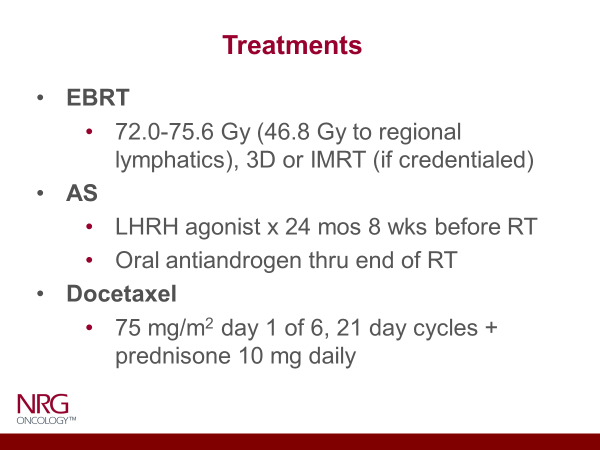 Treatments
• EBRT
• 72.0-75.6 Gy (46.8 Gy to regional
lymphatics), 3D or IMRT (if credentialed)
• AS
• LHRH agonist x 24 mos 8 wks before RT
• Oral antiandrogen thru end of RT
• Docetaxel
• 75 mg/m² day 1 of 6, 21 day cycles +
prednisone 10 mg daily
NRG
ONCOLOGY™